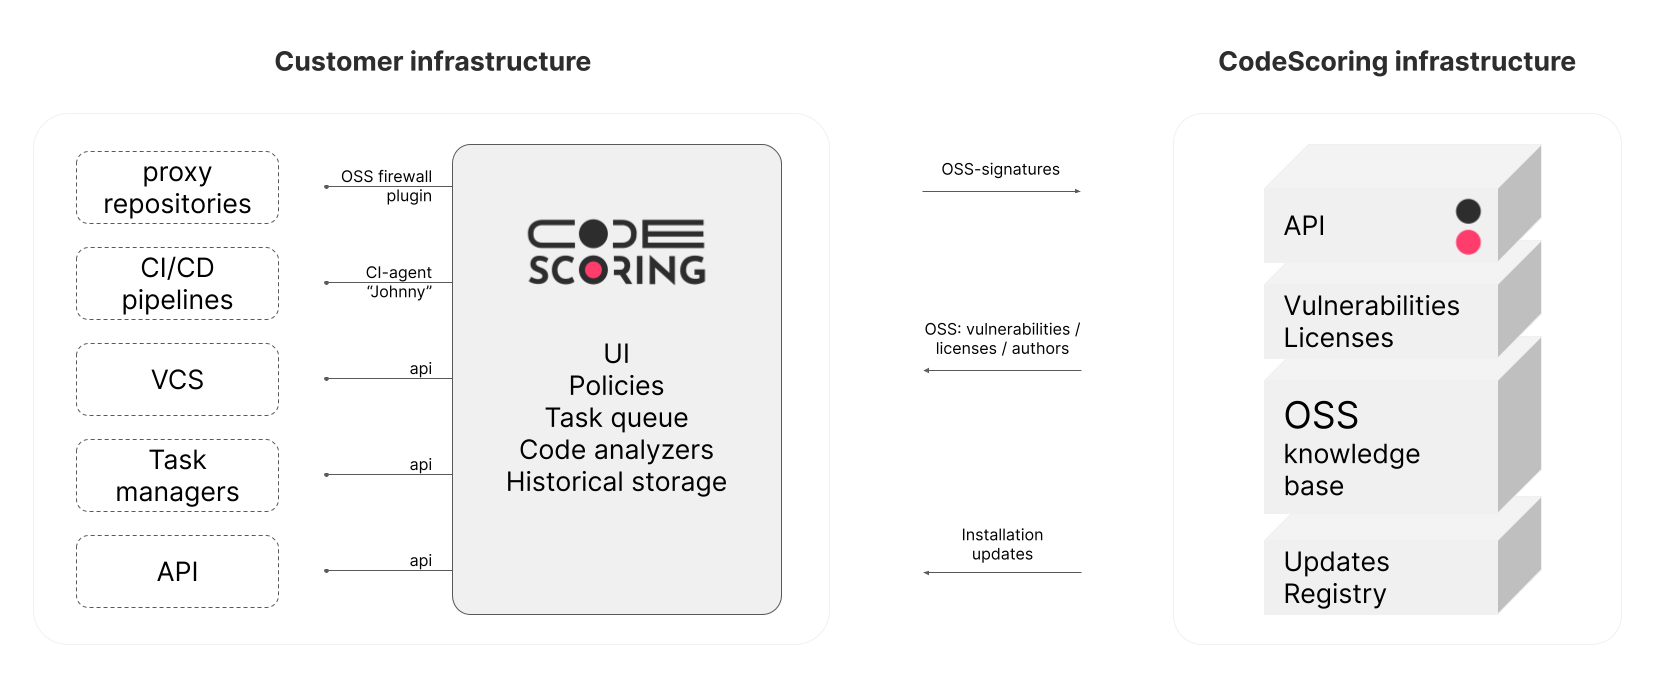 Customer infrastructure
CodeScoring infrastructure
proxy
repositories
OSS firewall
plugin
CI/CD
pipelines
CI-agent
“Johnny”
VCS
api
Task
managers
api
API
api
CODE
SCORING
UI
Policies
Task queue
Code analyzers
Historical storage
OSS-signatures
OSS: vulnerabilities /
licenses / authors
Installation
updates
API
Vulnerabilities
Licenses
OSS
knowledge
base
Updates
Registry